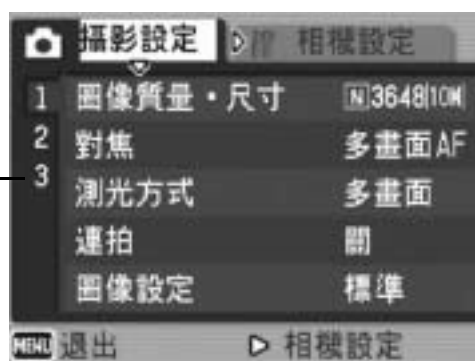 攝影設定 相機設定
1 圖像質量・尺寸 N3648 10M
2 對焦 多畫面AF
3 測光方式 多畫面
連拍 關
圖像設定 標準
MENU 退出 相機設定